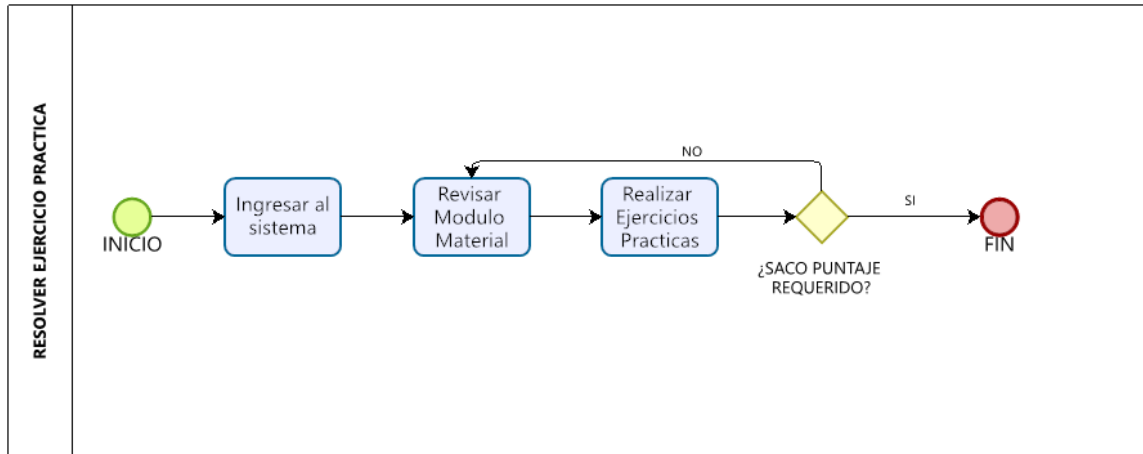 RESOLVER EJERCICIO PRACTICA
INICIO
Ingresar al
sistema
Revisar
Modulo
Material
Realizar
Ejercicios
Practicas
¿SACO PUNTAJE
REQUERIDO?
NO
SI
FIN